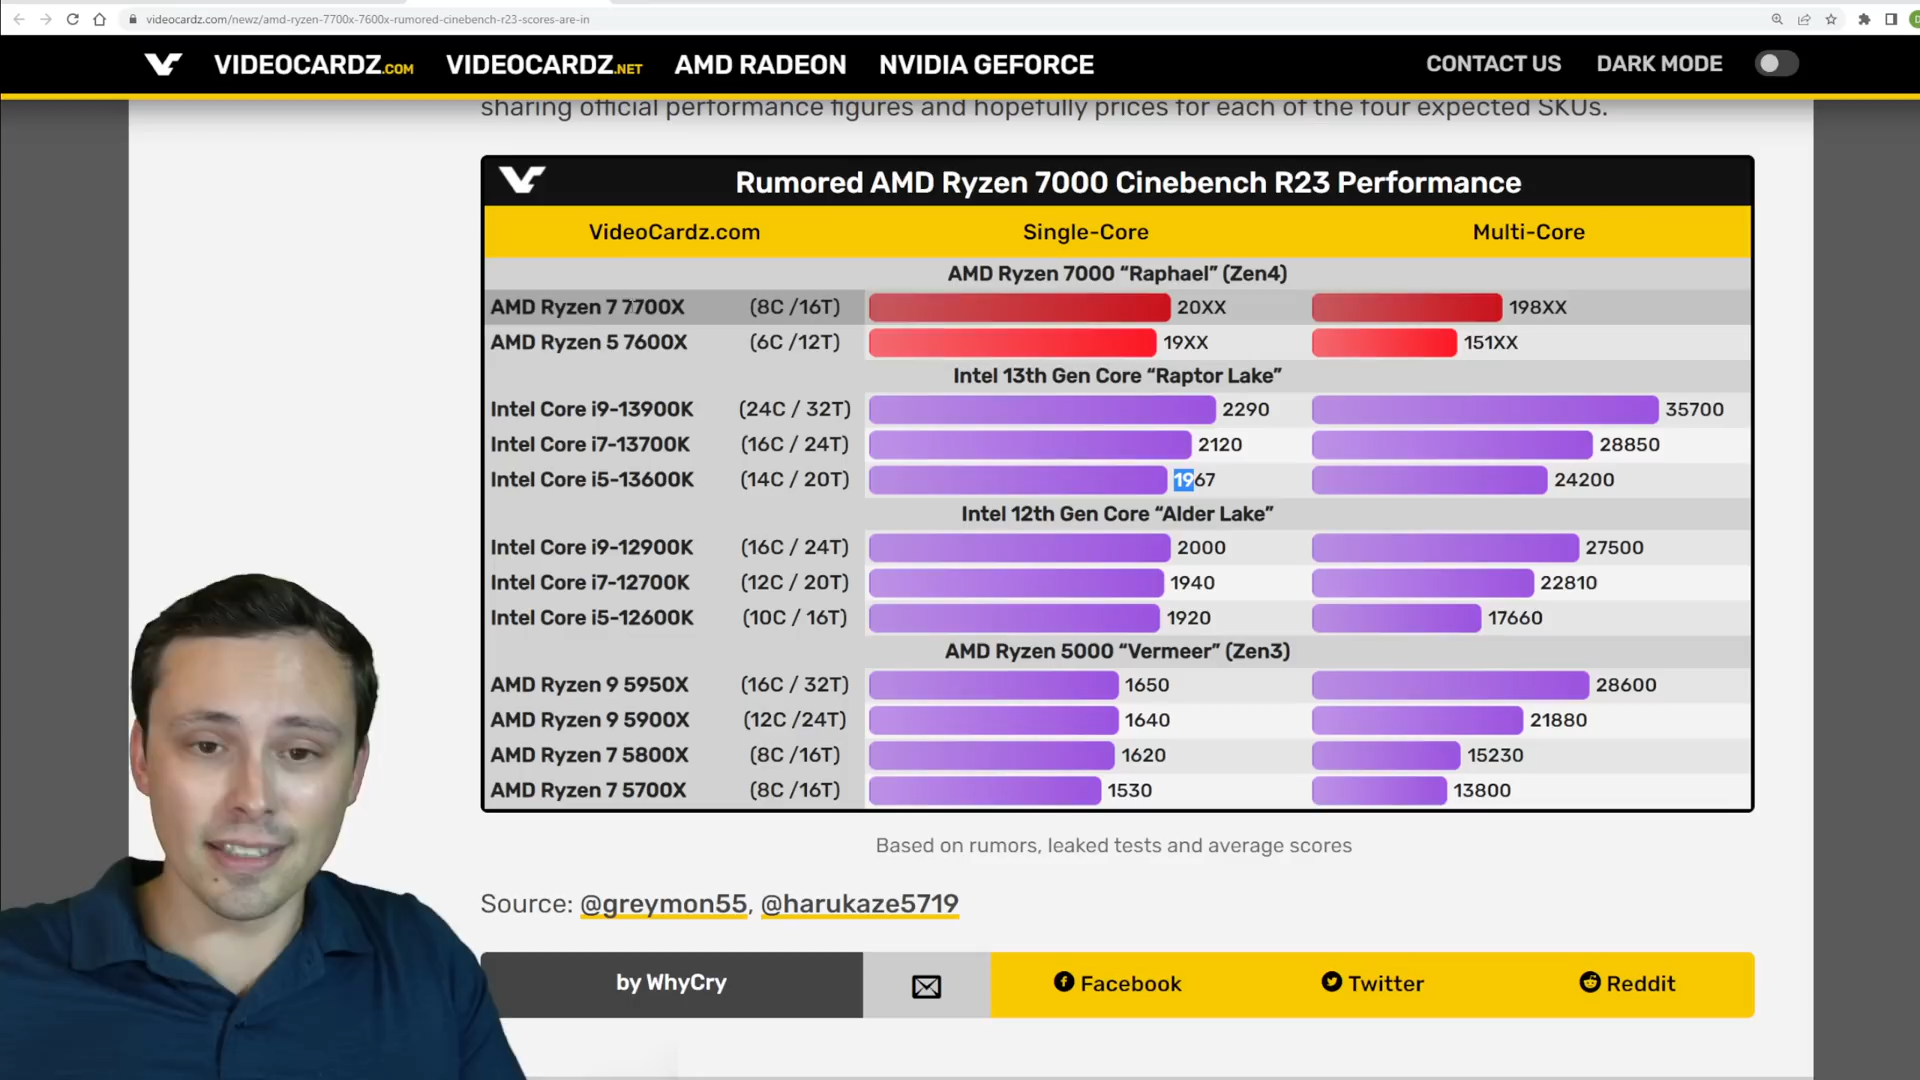 videocardz.com/newz/amd-ryzen-7700x-7600x-rumored-cinebench-r23-scores-are-in
VIDEOCARDZ.COM VIDEOCARDZ.NET AMD RADEON NVIDIA GEFORCE CONTACT US DARK MODE
sharing official performance figures and hopefully prices for each of the four expected SKUs.
Rumored AMD Ryzen 7000 Cinebench R23 Performance
VideoCardz.com Single-Core Multi-Core
AMD Ryzen 7000 “Raphael” (Zen4)
AMD Ryzen 7 7700X (8C /16T) 20XX 198XX
AMD Ryzen 5 7600X (6C /12T) 19XX 151XX
Intel 13th Gen Core “Raptor Lake”
Intel Core i9-13900K (24C / 32T) 2290 35700
Intel Core i7-13700K (16C / 24T) 2120 28850
Intel Core i5-13600K (14C / 20T) 1967 24200
Intel 12th Gen Core “Alder Lake”
Intel Core i9-12900K (16C / 24T) 2000 27500
Intel Core i7-12700K (12C / 20T) 1940 22810
Intel Core i5-12600K (10C / 16T) 1920 17660
AMD Ryzen 5000 “Vermeer” (Zen3)
AMD Ryzen 9 5950X (16C / 32T) 1650 28600
AMD Ryzen 9 5900X (12C /24T) 1640 21880
AMD Ryzen 7 5800X (8C /16T) 1620 15230
AMD Ryzen 7 5700X (8C /16T) 1530 13800
Based on rumors, leaked tests and average scores
Source: @greymon55, @harukaze5719
by WhyCry Facebook Twitter Reddit